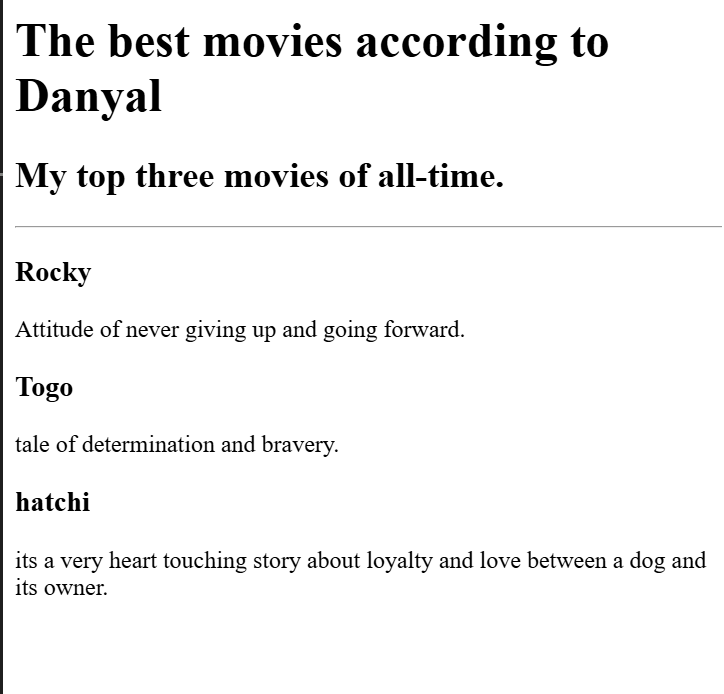 The best movies according to
Danyal
My top three movies of all-time.
Rocky
Attitude of never giving up and going forward.
Togo
tale of determination and bravery.
hatchi
its a very heart touching story about loyalty and love between a dog and
its owner.